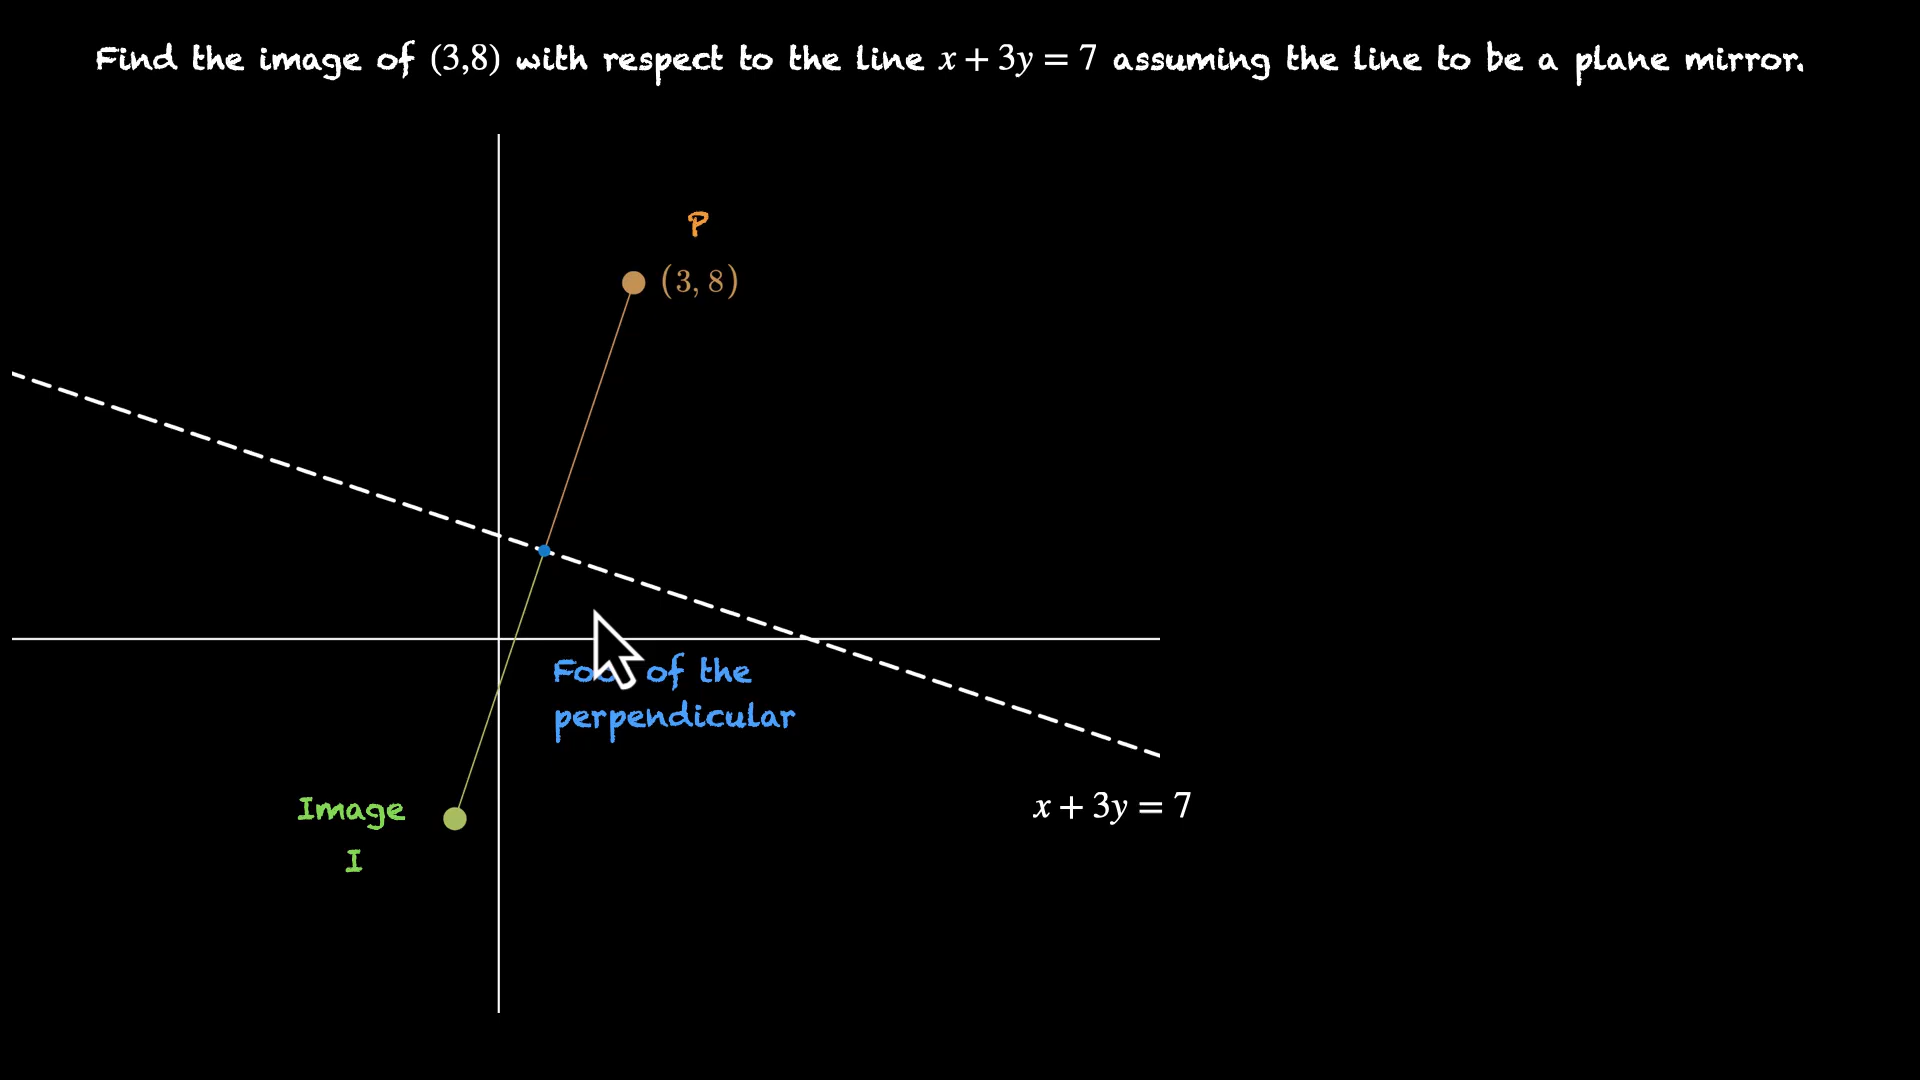 Find the image of (3,8) with respect to the line x + 3y = 7 assuming the line to be a plane mirror.
P
(3, 8)
of the
perpendicular
Image
I
x + 3y = 7